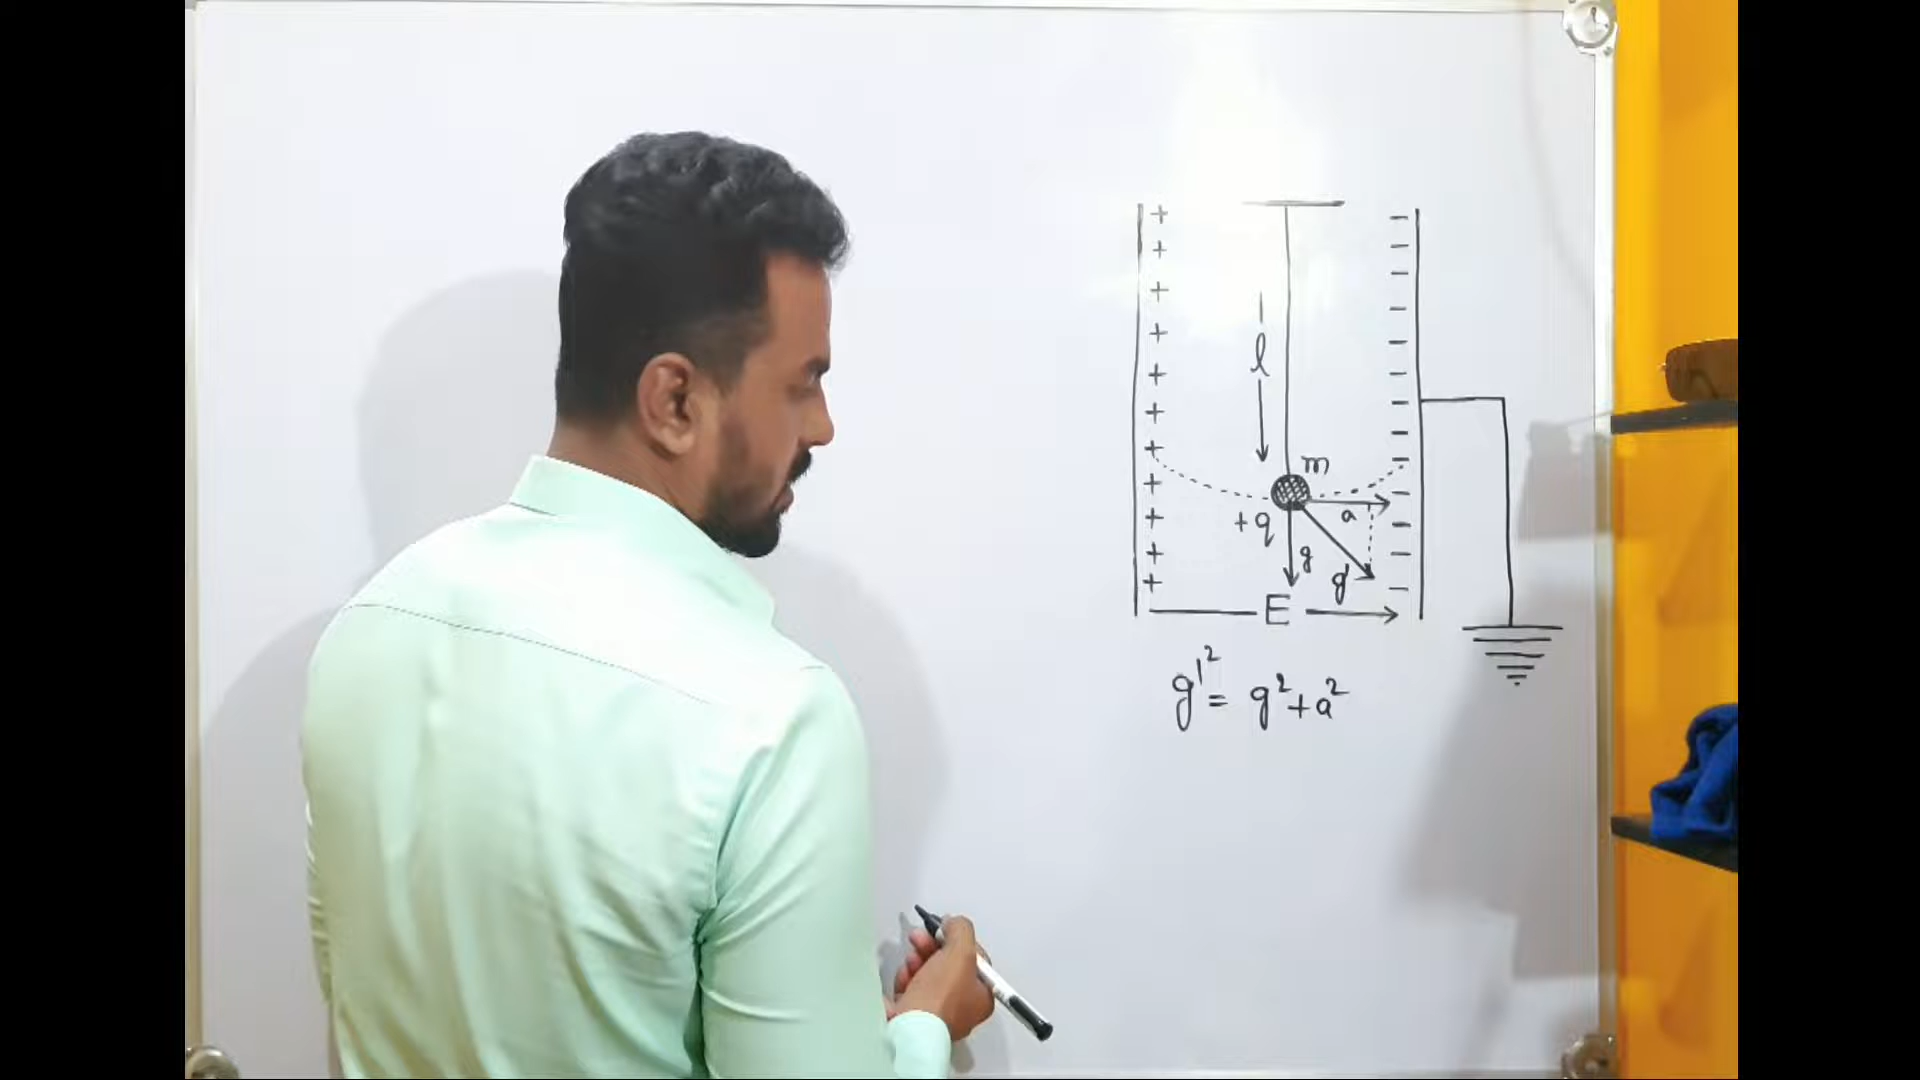 l
m
+q
a
g
g'
E
g'² = g² + a²